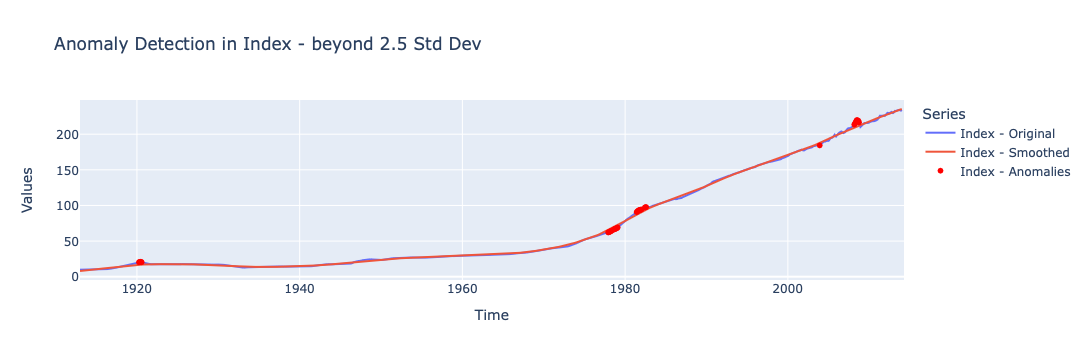 Anomaly Detection in Index - beyond 2.5 Std Dev
Series
Index - Original
Index - Smoothed
Index - Anomalies
Values
200
150
100
50
0
1920 1940 1960 1980 2000
Time